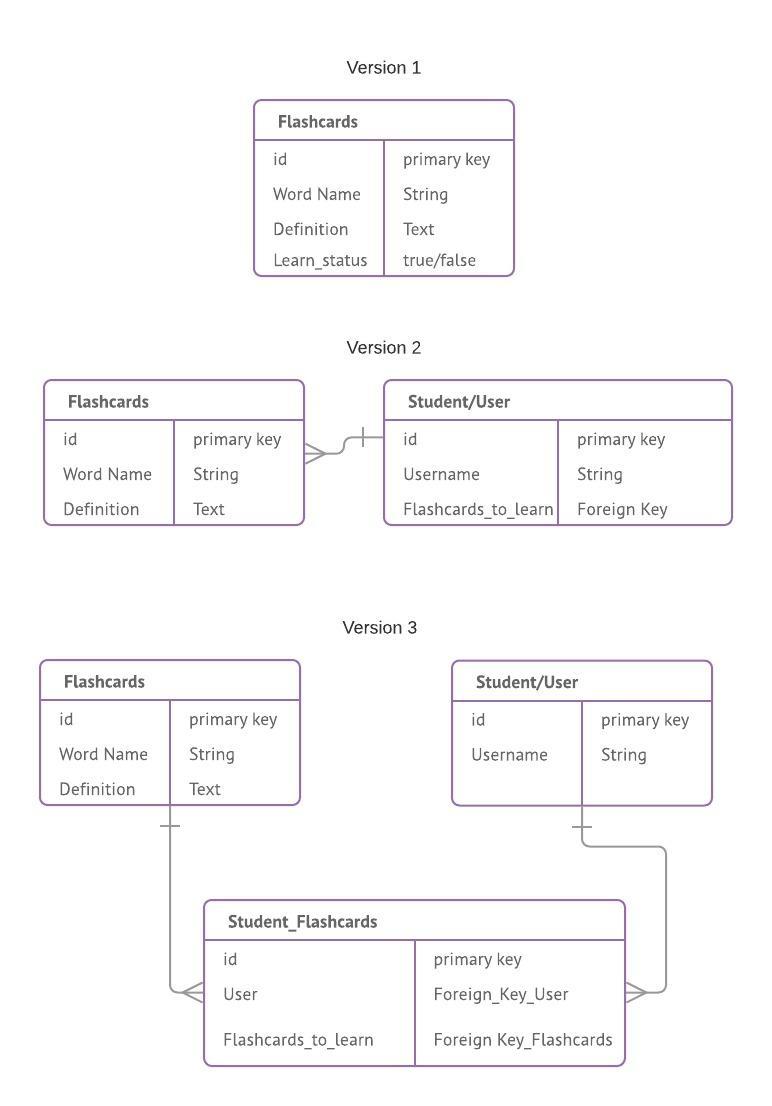 Version 1
Flashcards
id primary key
Word Name String
Definition Text
Learn_status true/false
Version 2
Flashcards
id primary key
Word Name String
Definition Text
Student/User
id primary key
Username String
Flashcards_to_learn Foreign Key
Version 3
Flashcards
id primary key
Word Name String
Definition Text
Student/User
id primary key
Username String
Student_Flashcards
id primary key
User Foreign_Key_User
Flashcards_to_learn Foreign Key_Flashcards